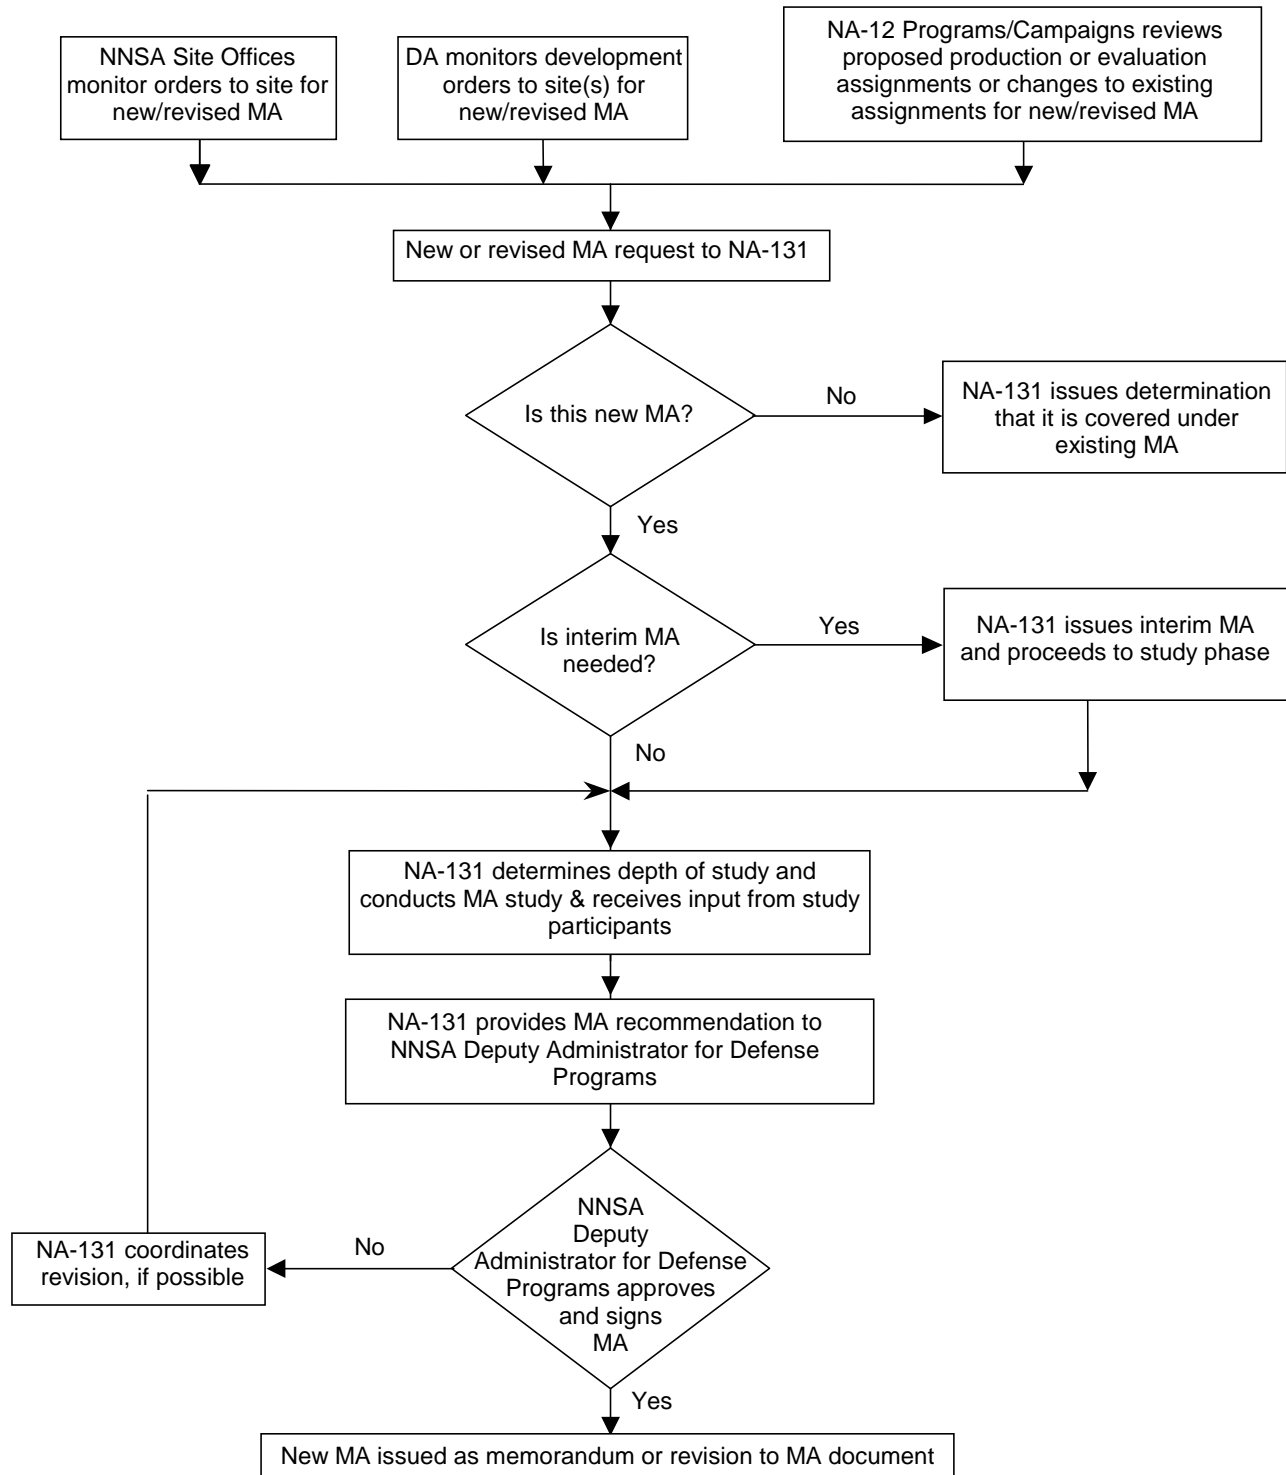 NNSA Site Offices
monitor orders to site for
new/revised MA
DA monitors development
orders to site(s) for
new/revised MA
NA-12 Programs/Campaigns reviews
proposed production or evaluation
assignments or changes to existing
assignments for new/revised MA
New or revised MA request to NA-131
Is this new MA?
No
NA-131 issues determination
that it is covered under
existing MA
Yes
Is interim MA
needed?
Yes
NA-131 issues interim MA
and proceeds to study phase
No
NA-131 determines depth of study and
conducts MA study & receives input from study
participants
NA-131 provides MA recommendation to
NNSA Deputy Administrator for Defense
Programs
NNSA
Deputy
Administrator for Defense
Programs approves
and signs
MA
No
NA-131 coordinates
revision, if possible
Yes
New MA issued as memorandum or revision to MA document